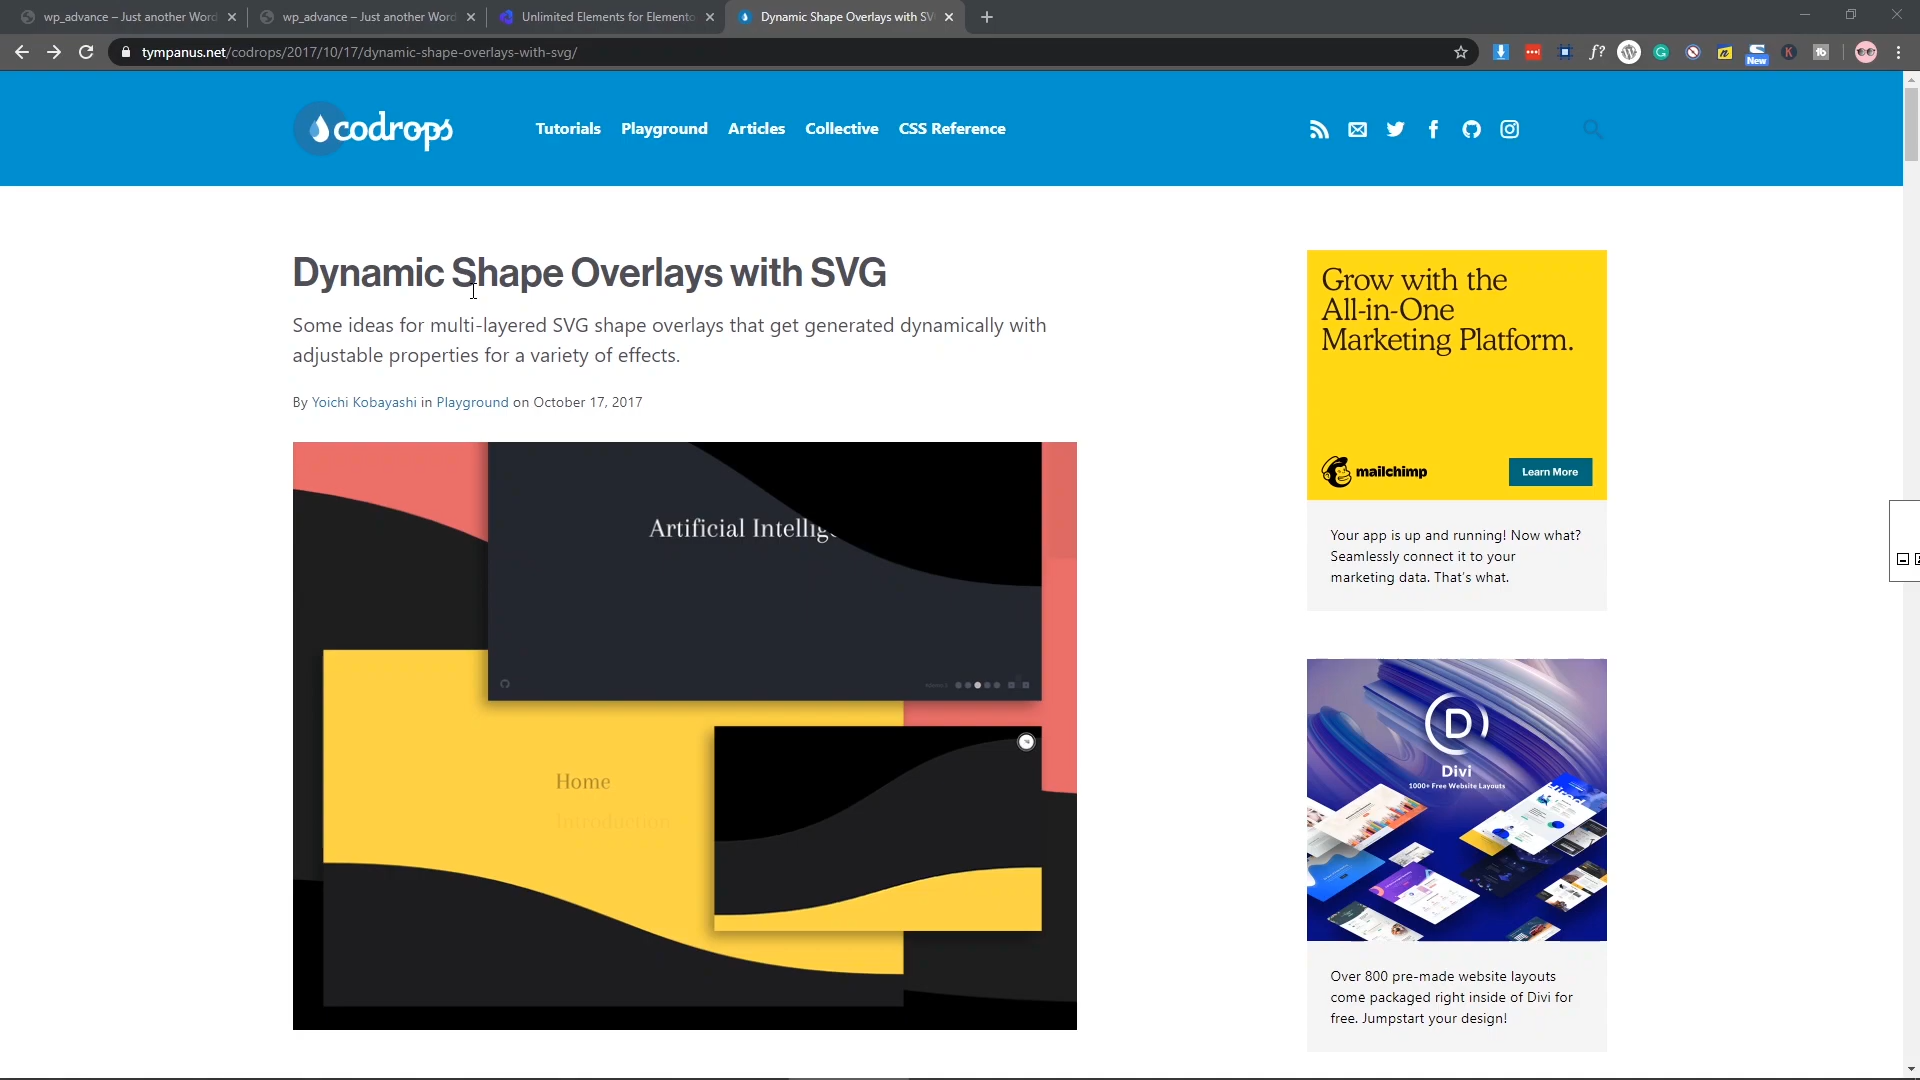 wp_advance – Just another Word
wp_advance – Just another Word
Unlimited Elements for Elemento
Dynamic Shape Overlays with SV
tympanus.net/codrops/2017/10/17/dynamic-shape-overlays-with-svg/
f?
New
codrops
Tutorials
Playground
Articles
Collective
CSS Reference
Dynamic Shape Overlays with SVG
Some ideas for multi-layered SVG shape overlays that get generated dynamically with
adjustable properties for a variety of effects.
By Yoichi Kobayashi in Playground on October 17, 2017
Artificial Intellig
Home
Introduction
Grow with the
All-in-One
Marketing Platform.
mailchimp
Learn More
Your app is up and running! Now what?
Seamlessly connect it to your
marketing data. That's what.
D
Divi
1000+ Free Website Layouts
Over 800 pre-made website layouts
come packaged right inside of Divi for
free. Jumpstart your design!